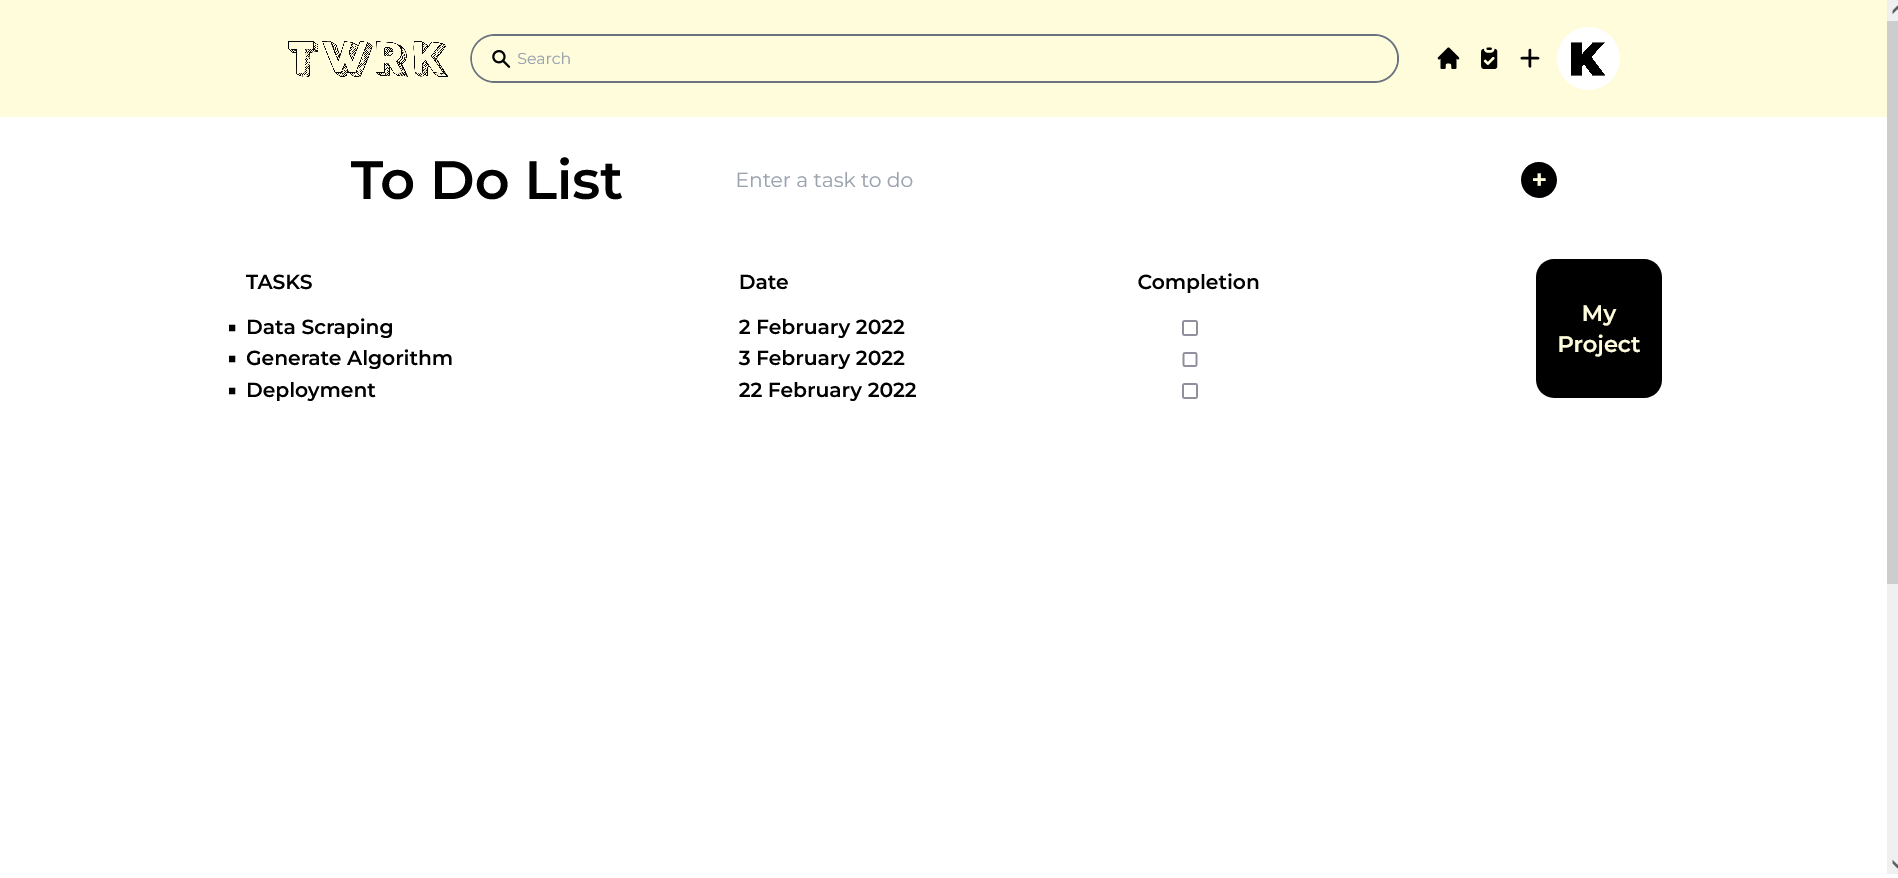 TWRK
Search
K
To Do List
Enter a task to do
+
TASKS Date Completion
Data Scraping 2 February 2022
Generate Algorithm 3 February 2022
Deployment 22 February 2022
My
Project